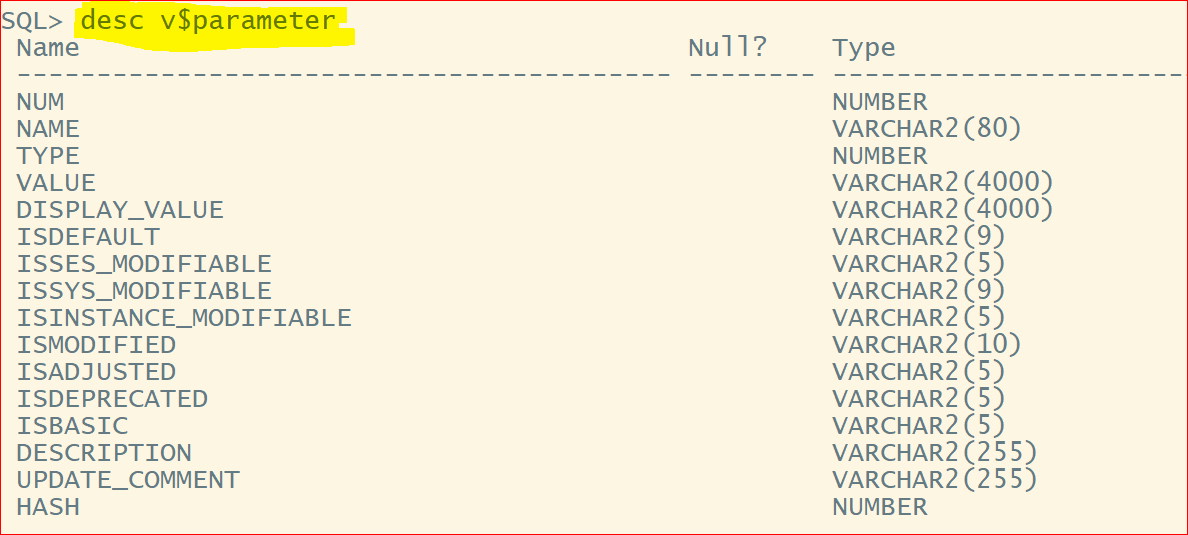 SQL> desc v$parameter
Name Null? Type
----------------------------------------- -------- ----------------------
NUM NUMBER
NAME VARCHAR2(80)
TYPE NUMBER
VALUE VARCHAR2(4000)
DISPLAY_VALUE VARCHAR2(4000)
ISDEFAULT VARCHAR2(9)
ISSES_MODIFIABLE VARCHAR2(5)
ISSYS_MODIFIABLE VARCHAR2(9)
ISINSTANCE_MODIFIABLE VARCHAR2(5)
ISMODIFIED VARCHAR2(10)
ISADJUSTED VARCHAR2(5)
ISDEPRECATED VARCHAR2(5)
ISBASIC VARCHAR2(5)
DESCRIPTION VARCHAR2(255)
UPDATE_COMMENT VARCHAR2(255)
HASH NUMBER